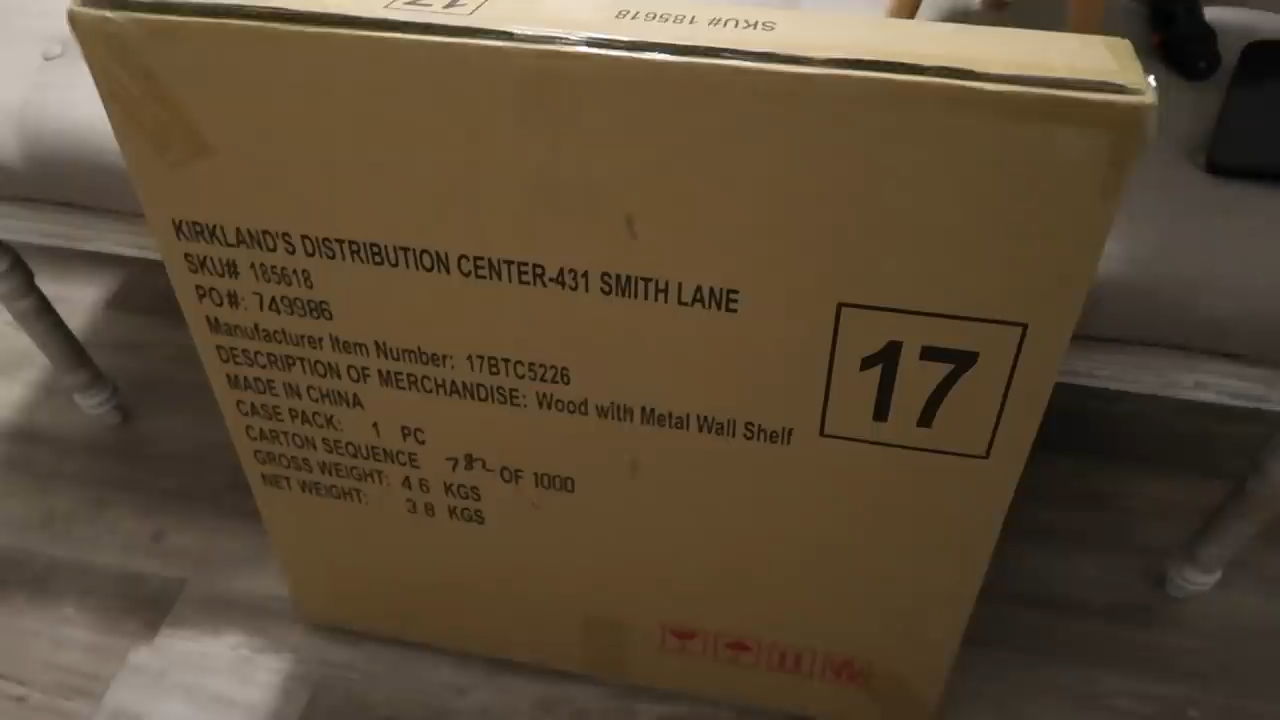 17
SKU# 185618
KIRKLAND'S DISTRIBUTION CENTER-431 SMITH LANE
SKU# 185618
PO#: 749986
Manufacturer Item Number: 17BTC5226
DESCRIPTION OF MERCHANDISE: Wood with Metal Wall Shelf
MADE IN CHINA
CASE PACK: 1 PC
CARTON SEQUENCE 782 OF 1000
GROSS WEIGHT: 4.6 KGS
NET WEIGHT: 3.8 KGS
17